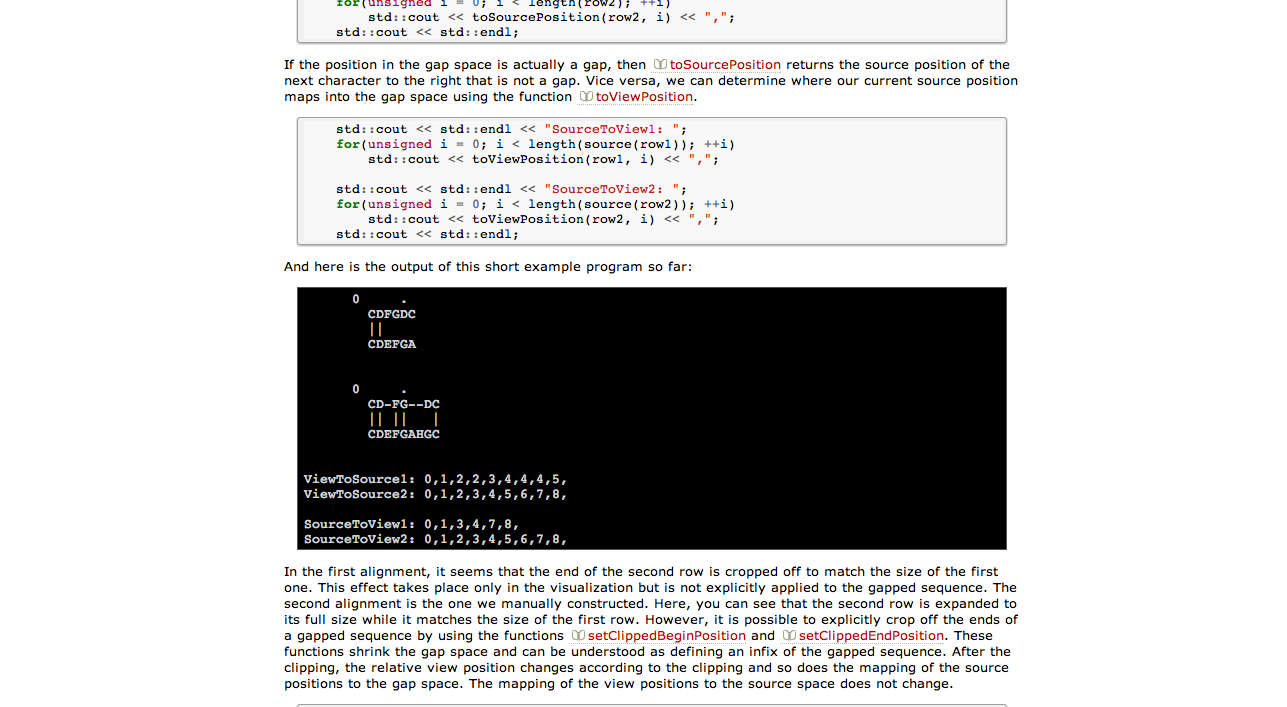 for(unsigned i = 0; i < length(row2); ++i)
std::cout << toSourcePosition(row2, i) << ",";
std::cout << std::endl;
If the position in the gap space is actually a gap, then toSourcePosition returns the source position of the
next character to the right that is not a gap. Vice versa, we can determine where our current source position
maps into the gap space using the function toViewPosition.
std::cout << std::endl << "SourceToView1: ";
for(unsigned i = 0; i < length(source(row1)); ++i)
std::cout << toViewPosition(row1, i) << ",";
std::cout << std::endl << "SourceToView2: ";
for(unsigned i = 0; i < length(source(row2)); ++i)
std::cout << toViewPosition(row2, i) << ",";
std::cout << std::endl;
And here is the output of this short example program so far:
0     .
CDFGDC
||
CDEFGA
0     .
CD-FG--DC
|| ||   |
CDEFGAHGC
ViewToSource1: 0,1,2,2,3,4,4,4,5,
ViewToSource2: 0,1,2,3,4,5,6,7,8,
SourceToView1: 0,1,3,4,7,8,
SourceToView2: 0,1,2,3,4,5,6,7,8,
In the first alignment, it seems that the end of the second row is cropped off to match the size of the first
one. This effect takes place only in the visualization but is not explicitly applied to the gapped sequence. The
second alignment is the one we manually constructed. Here, you can see that the second row is expanded to
its full size while it matches the size of the first row. However, it is possible to explicitly crop off the ends of
a gapped sequence by using the functions setClippedBeginPosition and setClippedEndPosition. These
functions shrink the gap space and can be understood as defining an infix of the gapped sequence. After the
clipping, the relative view position changes according to the clipping and so does the mapping of the source
positions to the gap space. The mapping of the view positions to the source space does not change.